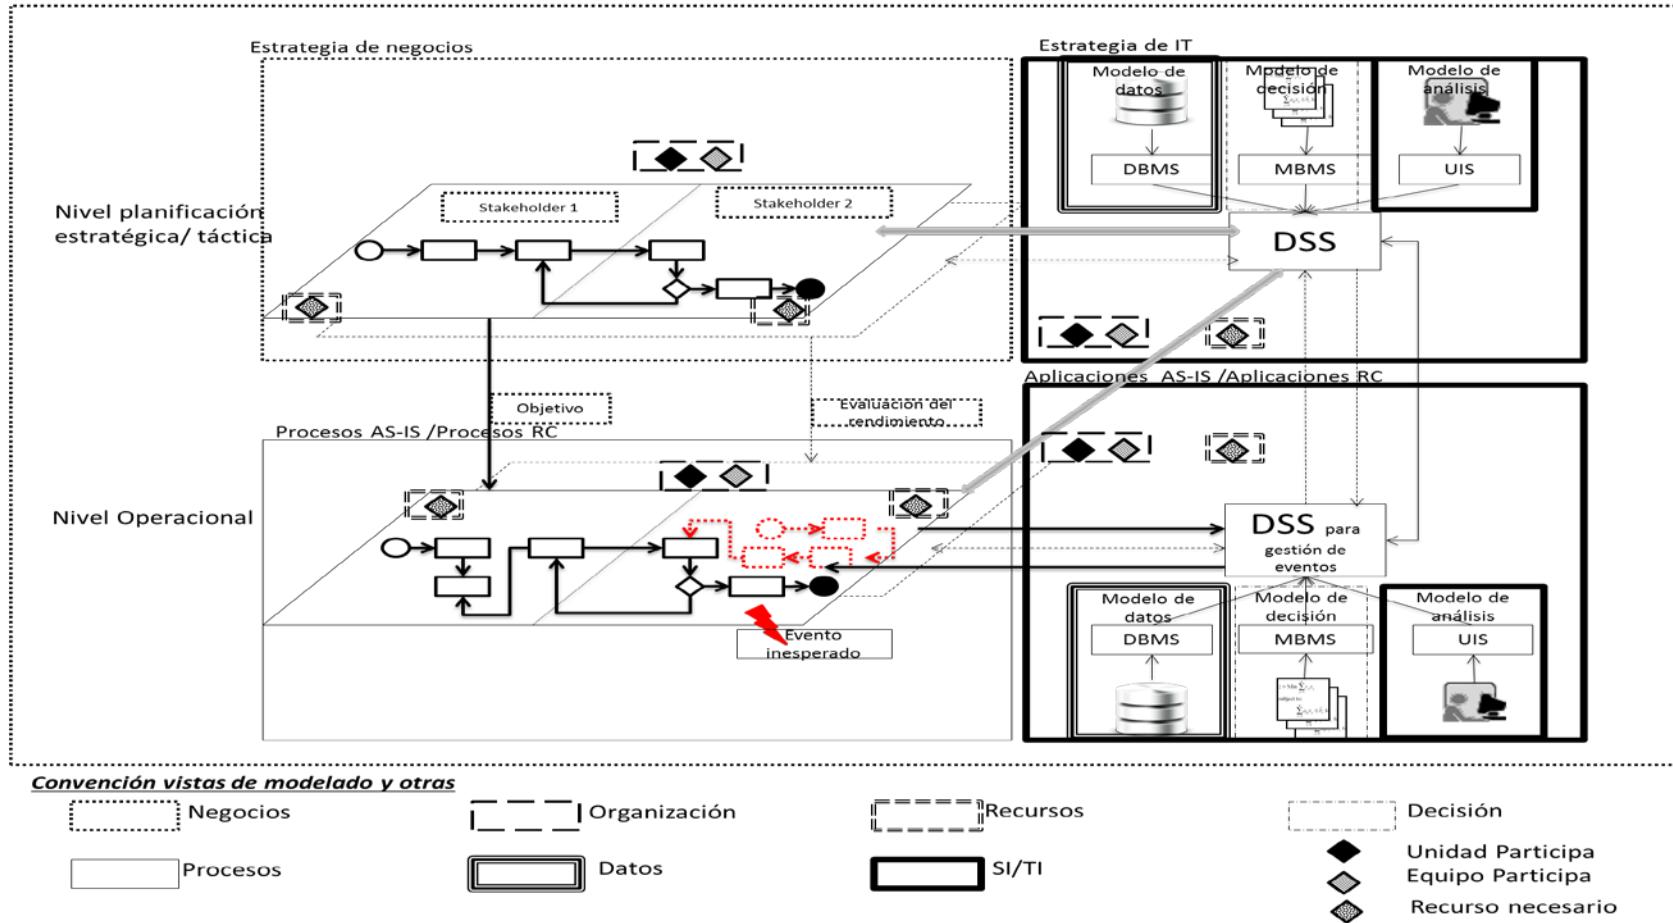 Estrategia de negocios
Estrategia de IT
Modelo de
datos
Modelo de
decisión
Modelo de
análisis
DBMS
MBMS
UIS
Nivel planificación
estratégica/ táctica
Stakeholder 1
Stakeholder 2
DSS
Objetivo
Evaluación del
rendimiento
Aplicaciones AS-IS /Aplicaciones RC
Procesos AS-IS /Procesos RC
Nivel Operacional
DSS para
gestión de
eventos
Evento
inesperado
Modelo de
datos
Modelo de
decisión
Modelo de
análisis
DBMS
MBMS
UIS
Convención vistas de modelado y otras
Negocios
Organización
Recursos
Decisión
Procesos
Datos
SI/TI
Unidad Participa
Equipo Participa
Recurso necesario